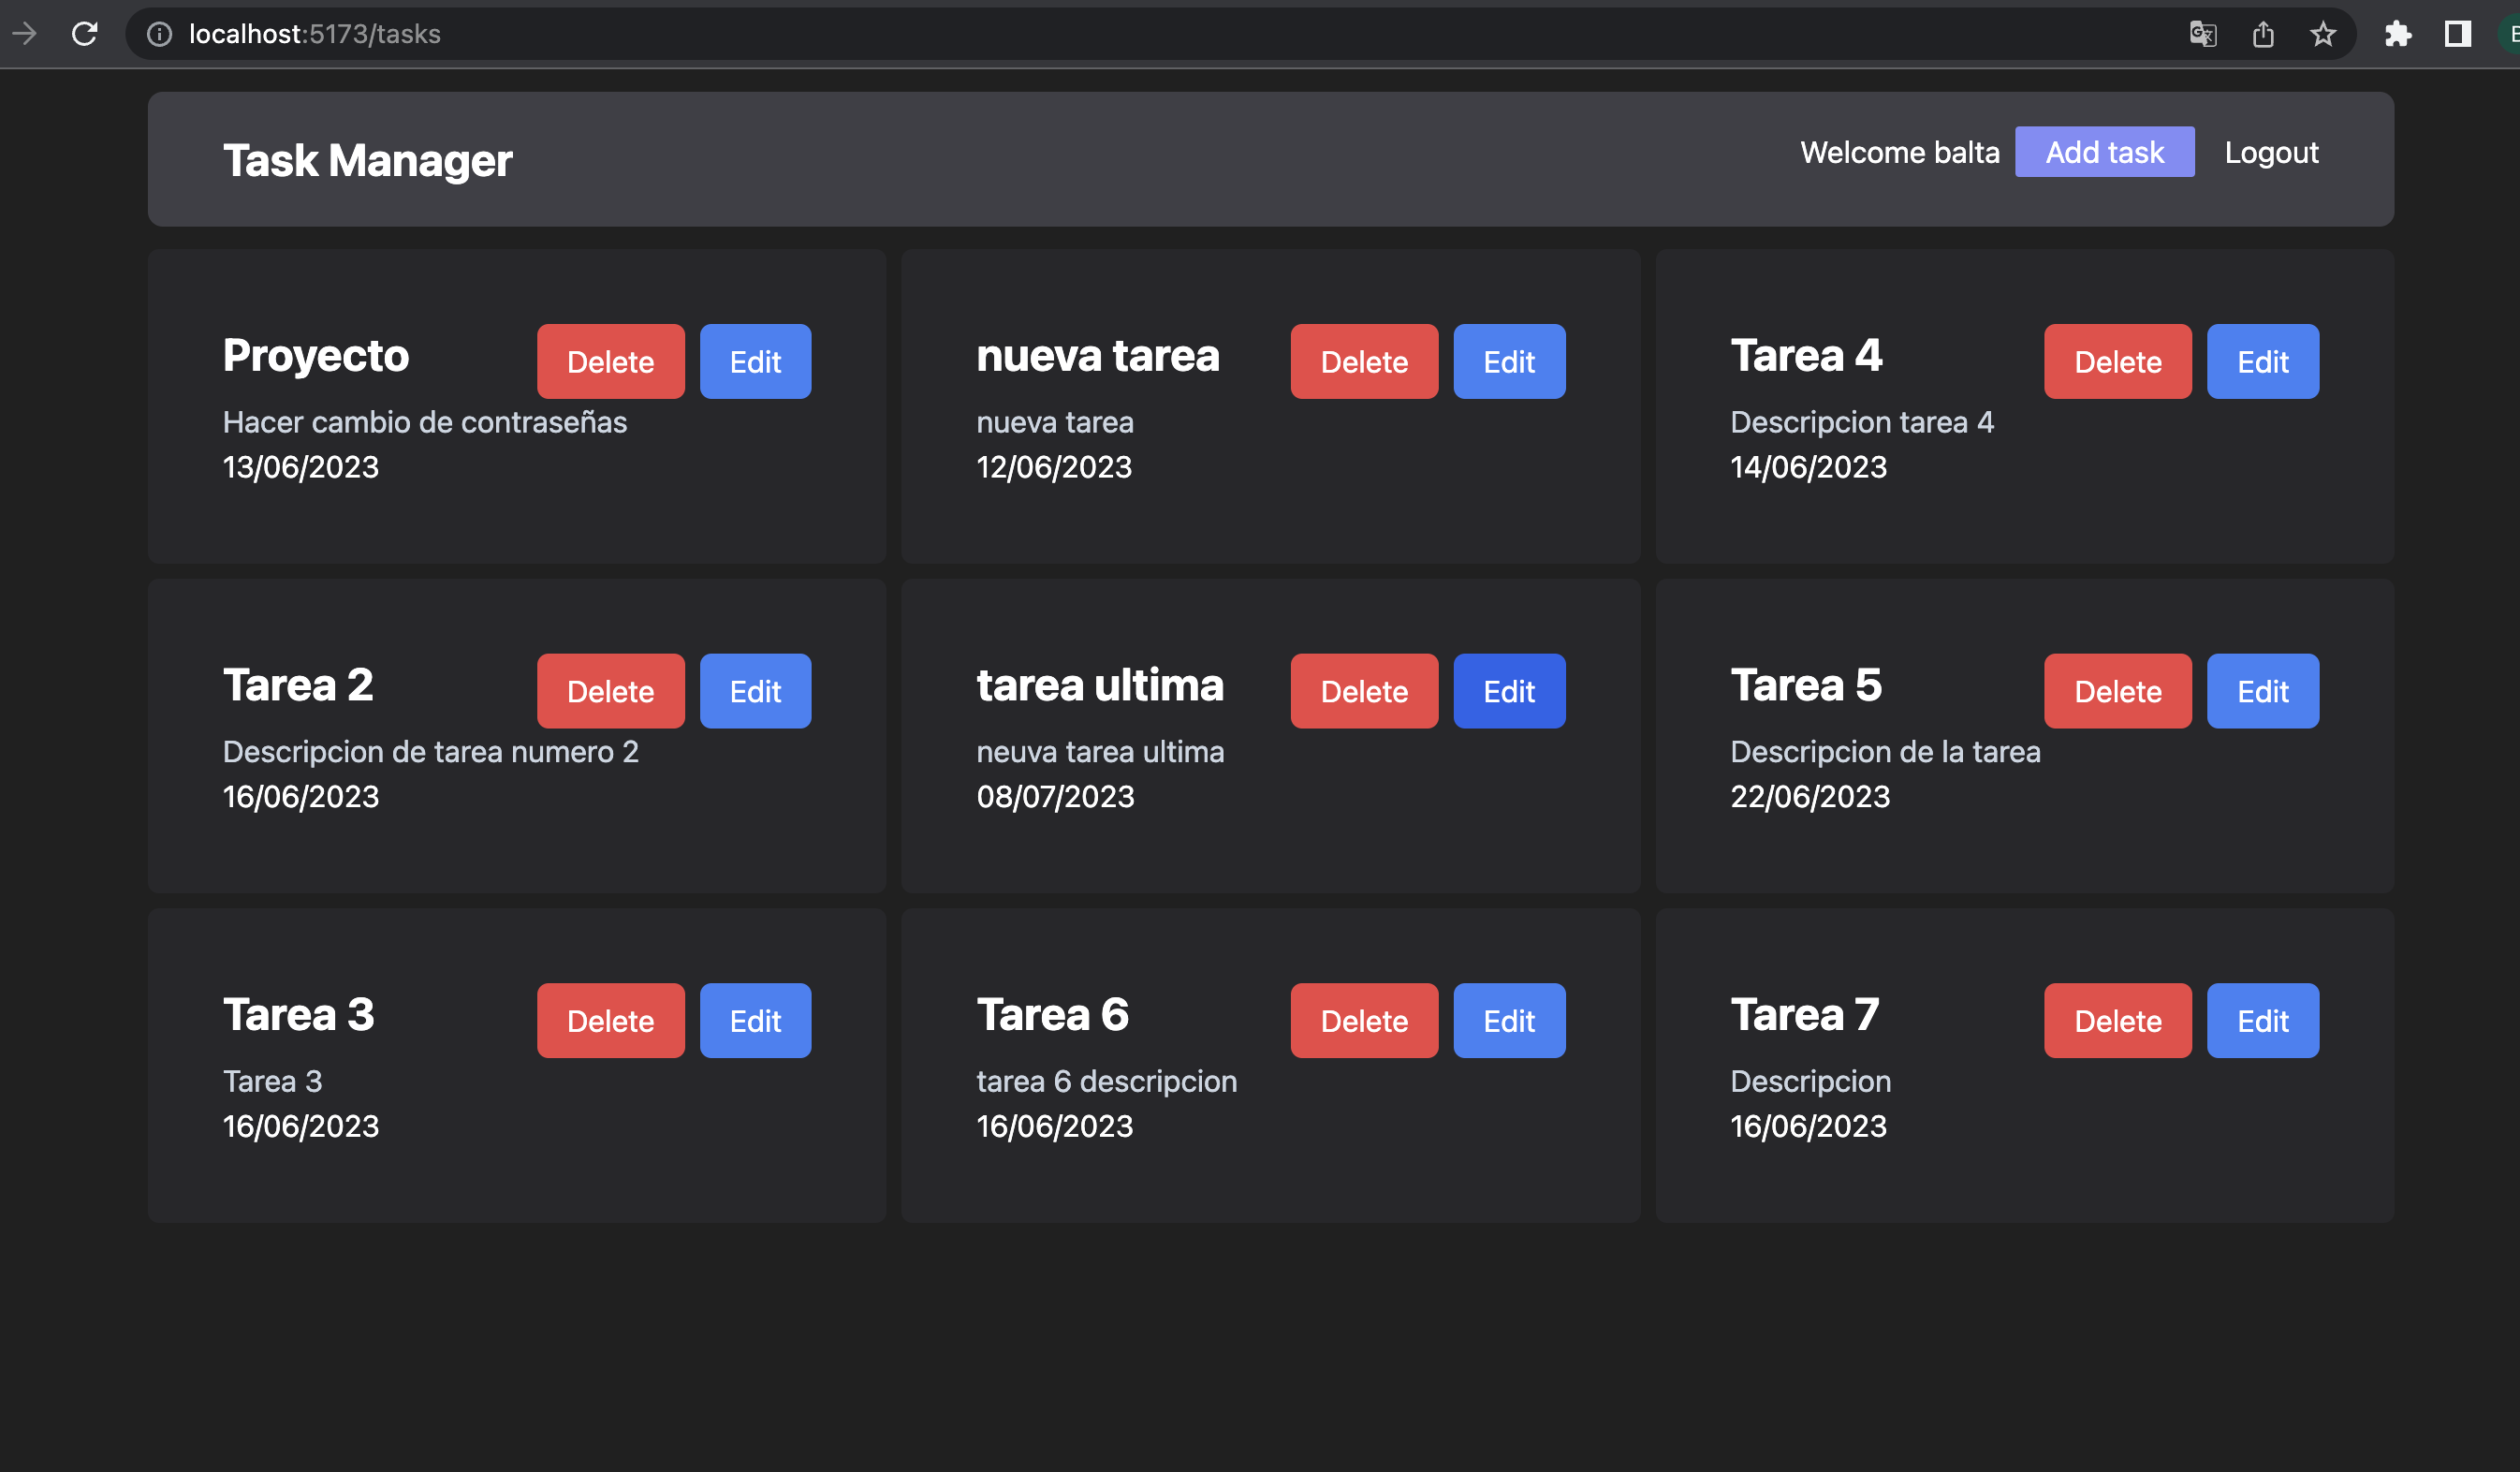 localhost:5173/tasks
Task Manager
Welcome balta Add task Logout
Proyecto Delete Edit
Hacer cambio de contraseñas
13/06/2023
nueva tarea Delete Edit
nueva tarea
12/06/2023
Tarea 4 Delete Edit
Descripcion tarea 4
14/06/2023
Tarea 2 Delete Edit
Descripcion de tarea numero 2
16/06/2023
tarea ultima Delete Edit
neuva tarea ultima
08/07/2023
Tarea 5 Delete Edit
Descripcion de la tarea
22/06/2023
Tarea 3 Delete Edit
Tarea 3
16/06/2023
Tarea 6 Delete Edit
tarea 6 descripcion
16/06/2023
Tarea 7 Delete Edit
Descripcion
16/06/2023